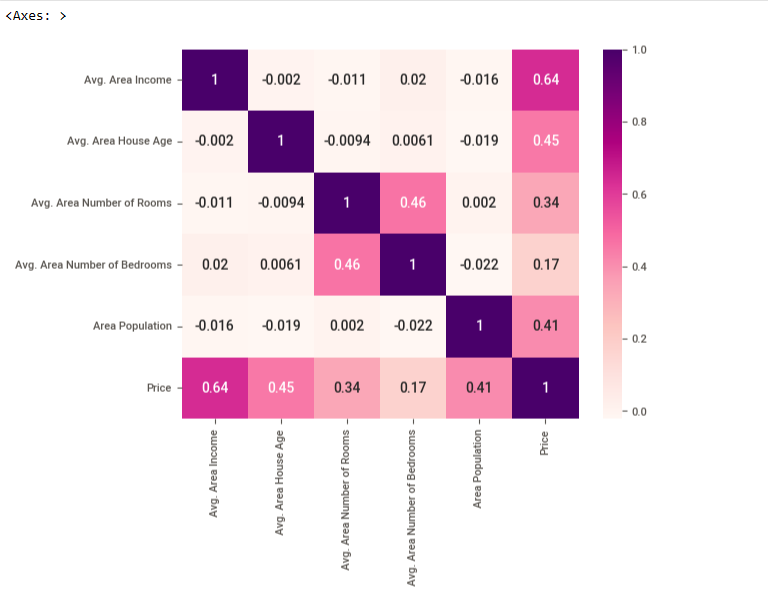 <Axes: >
1.0
Avg. Area Income 1 -0.002 -0.011 0.02 -0.016 0.64
0.8
Avg. Area House Age -0.002 1 -0.0094 0.0061 -0.019 0.45
0.6
Avg. Area Number of Rooms -0.011 -0.0094 1 0.46 0.002 0.34
0.4
Avg. Area Number of Bedrooms 0.02 0.0061 0.46 1 -0.022 0.17
0.2
Area Population -0.016 -0.019 0.002 -0.022 1 0.41
Price 0.64 0.45 0.34 0.17 0.41 1
0.0
Avg. Area Income
Avg. Area House Age
Avg. Area Number of Rooms
Avg. Area Number of Bedrooms
Area Population
Price